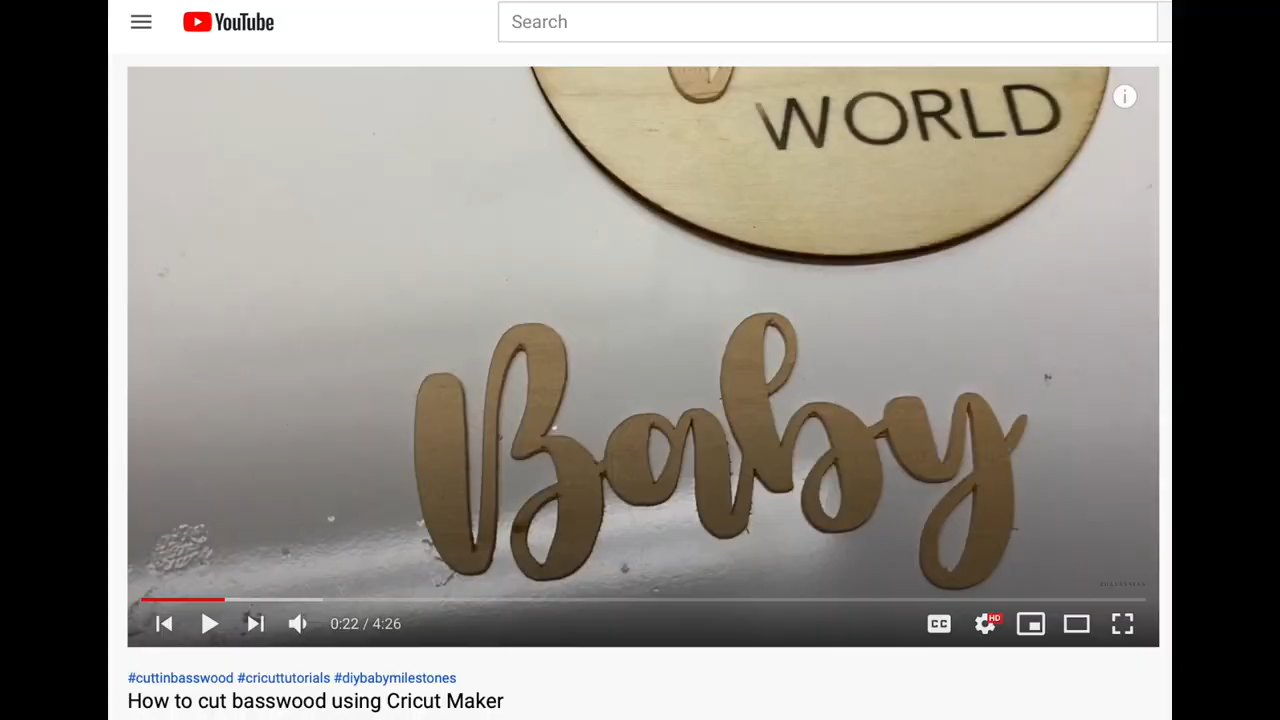 YouTube
Search
WORLD
Baby
0:22 / 4:26
CC
HD
#cuttinbasswood #cricuttutorials #diybabymilestones
How to cut basswood using Cricut Maker